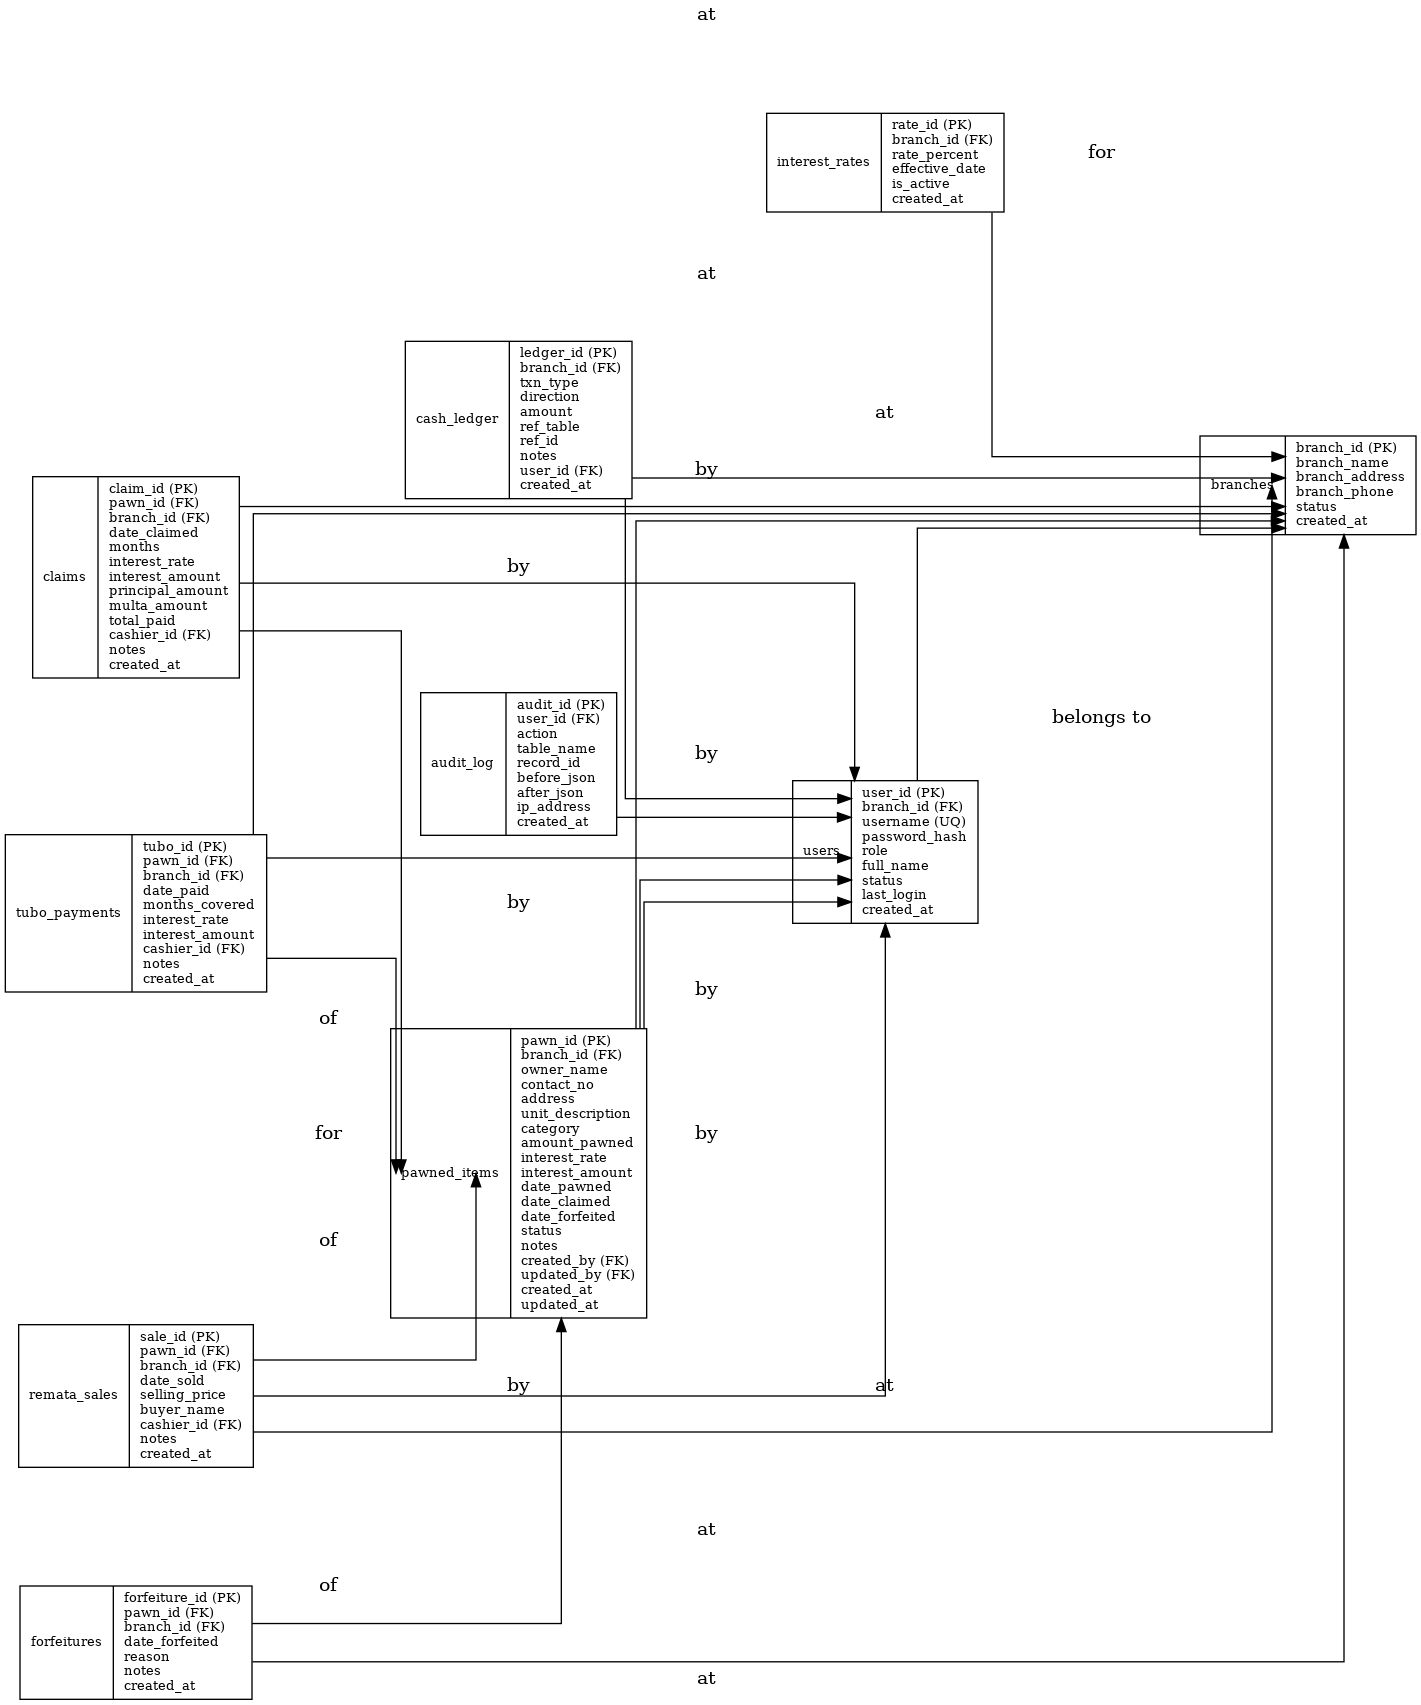 at
interest_rates
rate_id (PK)
branch_id (FK)
rate_percent
effective_date
is_active
created_at
for
at
cash_ledger
ledger_id (PK)
branch_id (FK)
txn_type
direction
amount
ref_table
ref_id
notes
user_id (FK)
created_at
at
by
branches
branch_id (PK)
branch_name
branch_address
branch_phone
status
created_at
claims
claim_id (PK)
pawn_id (FK)
branch_id (FK)
date_claimed
months
interest_rate
interest_amount
principal_amount
multa_amount
total_paid
cashier_id (FK)
notes
created_at
by
audit_log
audit_id (PK)
user_id (FK)
action
table_name
record_id
before_json
after_json
ip_address
created_at
by
belongs to
users
user_id (PK)
branch_id (FK)
username (UQ)
password_hash
role
full_name
status
last_login
created_at
tubo_payments
tubo_id (PK)
pawn_id (FK)
branch_id (FK)
date_paid
months_covered
interest_rate
interest_amount
cashier_id (FK)
notes
created_at
by
by
of
for
of
pawned_items
pawn_id (PK)
branch_id (FK)
owner_name
contact_no
address
unit_description
category
amount_pawned
interest_rate
interest_amount
date_pawned
date_claimed
date_forfeited
status
notes
created_by (FK)
updated_by (FK)
created_at
updated_at
by
remata_sales
sale_id (PK)
pawn_id (FK)
branch_id (FK)
date_sold
selling_price
buyer_name
cashier_id (FK)
notes
created_at
by
at
at
of
forfeitures
forfeiture_id (PK)
pawn_id (FK)
branch_id (FK)
date_forfeited
reason
notes
created_at
at